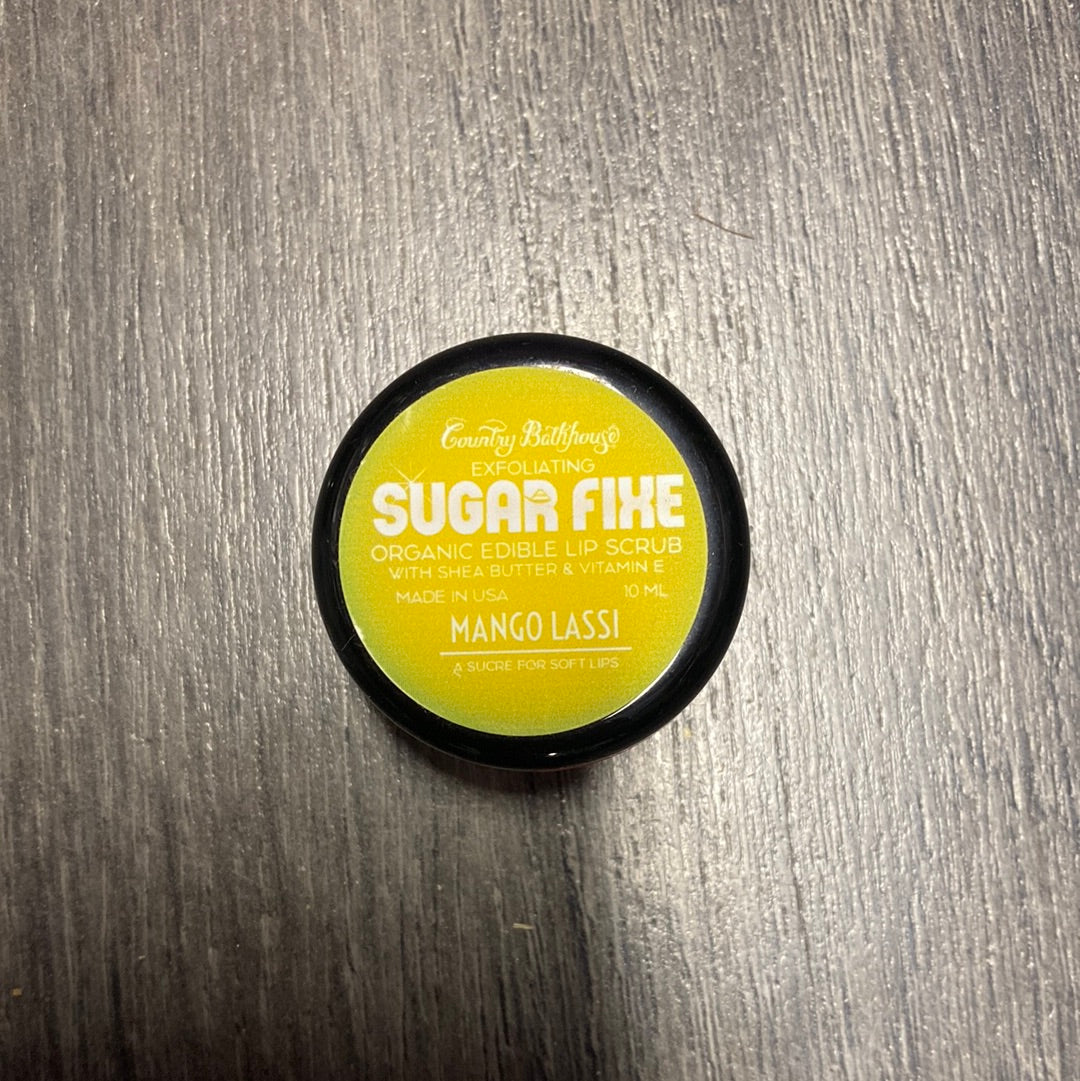 Country Bathhouse
EXFOLIATING
SUGAR FIXE
ORGANIC EDIBLE LIP SCRUB
WITH SHEA BUTTER & VITAMIN E
MADE IN USA 10 ML
MANGO LASSI
A SUCRE FOR SOFT LIPS